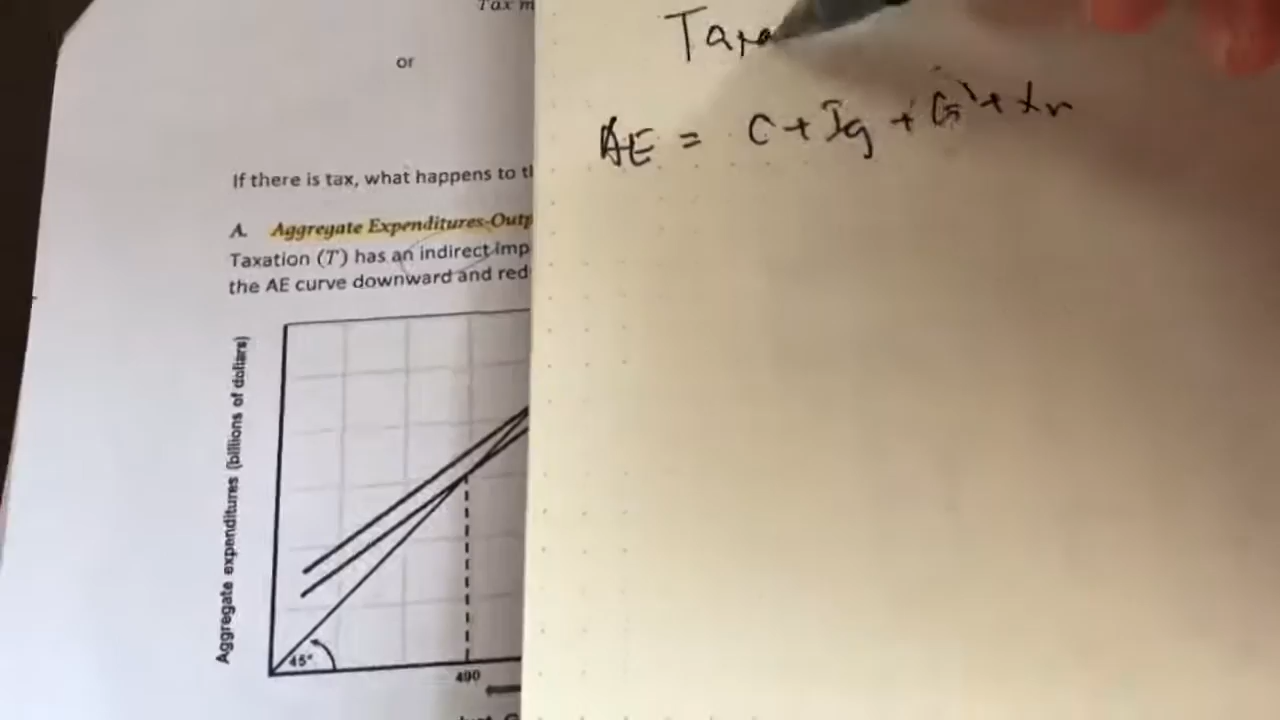 Tax m
or
If there is tax, what happens to t
A. Aggregate Expenditures-Outp
Taxation (T) has an indirect imp
the AE curve downward and red
Aggregate expenditures (billions of dollars)
45°
490
Taxa
AE = C + Ig + G + Xn